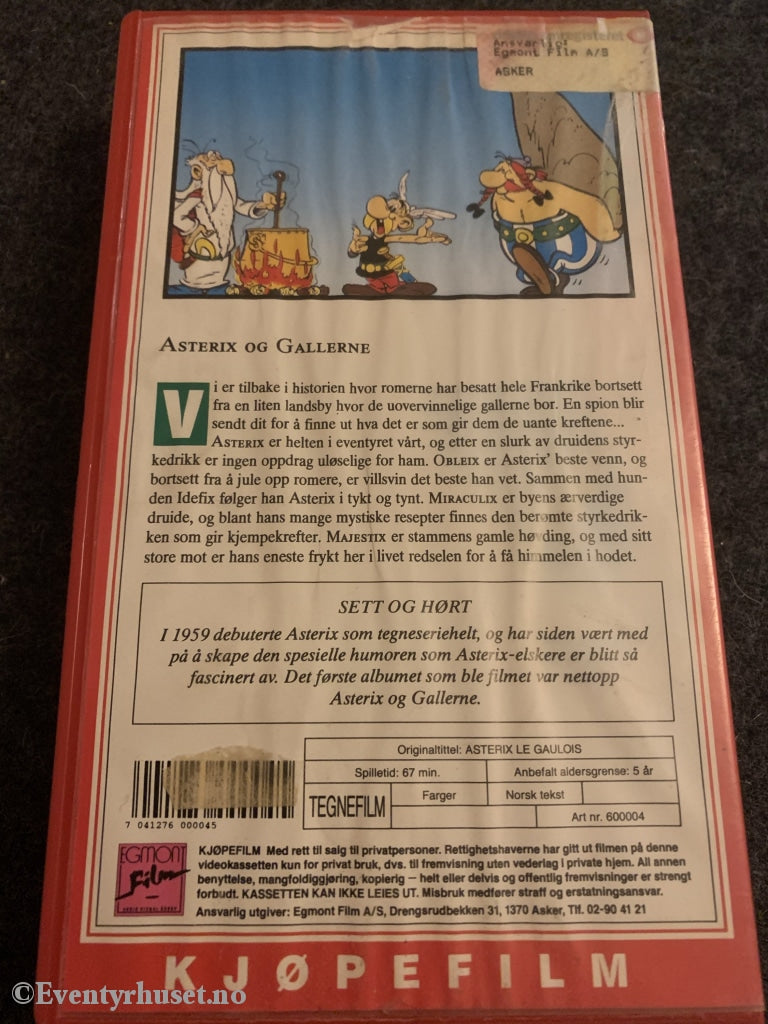 Ansvarlig:
Egmont Film A/S
ASKER
ASTERIX OG GALLERNE
Vi er tilbake i historien hvor romerne har besatt hele Frankrike bortsett
fra en liten landsby hvor de uovervinnelige gallerne bor. En spion blir
sendt dit for å finne ut hva det er som gir dem de uante kreftene...
ASTERIX er helten i eventyret vårt, og etter en slurk av druidens styr-
kedrikk er ingen oppdrag uløselige for ham. OBLEIX er Asterix' beste venn, og
bortsett fra å jule opp romere, er villsvin det beste han vet. Sammen med hun-
den Idefix følger han Asterix i tykt og tynt. MIRACULIX er byens ærverdige
druide, og blant hans mange mystiske resepter finnes den berømte styrkedrik-
ken som gir kjempekrefter. MAJESTIX er stammens gamle høvding, og med sitt
store mot er hans eneste frykt her i livet redselen for å få himmelen i hodet.
SETT OG HØRT
I 1959 debuterte Asterix som tegneseriehelt, og har siden vært med
på å skape den spesielle humoren som Asterix-elskere er blitt så
fascinert av. Det første albumet som ble filmet var nettopp
Asterix og Gallerne.
Originaltittel: ASTERIX LE GAULOIS
Spilletid: 67 min. Anbefalt aldersgrense: 5 år
TEGNEFILM Farger Norsk tekst
Art nr. 600004
7 041276 000045
EGMONT
Film
KJØPEFILM Med rett til salg til privatpersoner. Rettighetshaverne har gitt ut filmen på denne
videokassetten kun for privat bruk, dvs. til fremvisning uten vederlag i private hjem. All annen
benyttelse, mangfoldiggjøring, kopiering – helt eller delvis og offentlig fremvisninger er strengt
forbudt. KASSETTEN KAN IKKE LEIES UT. Misbruk medfører straff og erstatningsansvar.
Ansvarlig utgiver: Egmont Film A/S, Drengsrudbekken 31, 1370 Asker, Tlf. 02-90 41 21
KJØPEFILM
©Eventyrhuset.no